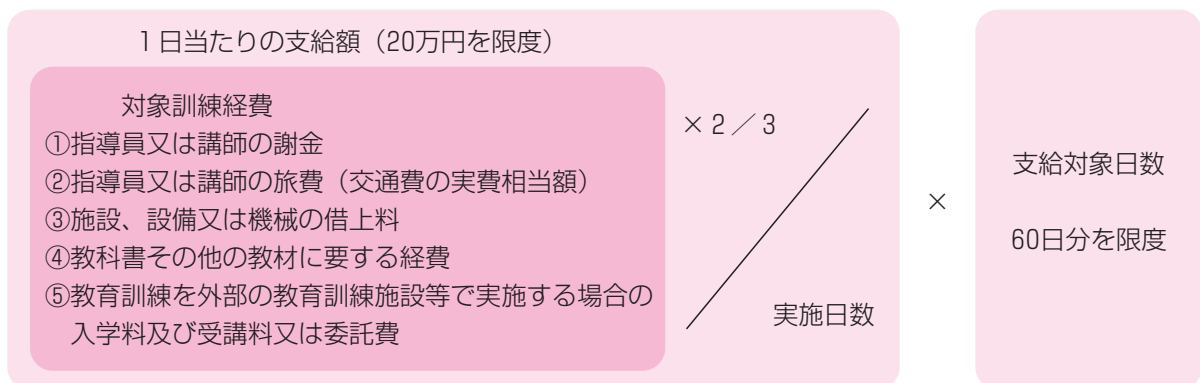 １日当たりの支給額（20万円を限度）
対象訓練経費
①指導員又は講師の謝金
②指導員又は講師の旅費（交通費の実費相当額）
③施設、設備又は機械の借上料
④教科書その他の教材に要する経費
⑤教育訓練を外部の教育訓練施設等で実施する場合の
入学料及び受講料又は委託費
×２／３
実施日数
×
支給対象日数
60日分を限度